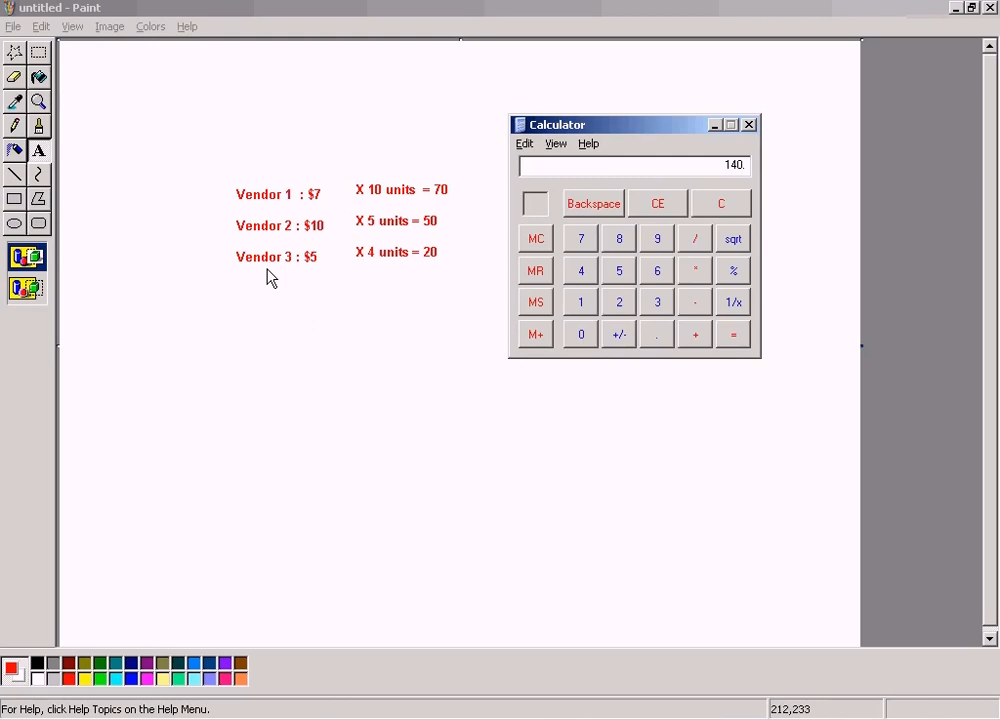 untitled - Paint
File Edit View Image Colors Help
Calculator
Edit View Help
140.
Backspace CE C
MC 7 8 9 / sqrt
MR 4 5 6 * %
MS 1 2 3 - 1/x
M+ 0 +/- . + =
Vendor 1 : $7 X 10 units = 70
Vendor 2 : $10 X 5 units = 50
Vendor 3 : $5 X 4 units = 20
A
For Help, click Help Topics on the Help Menu.
212,233